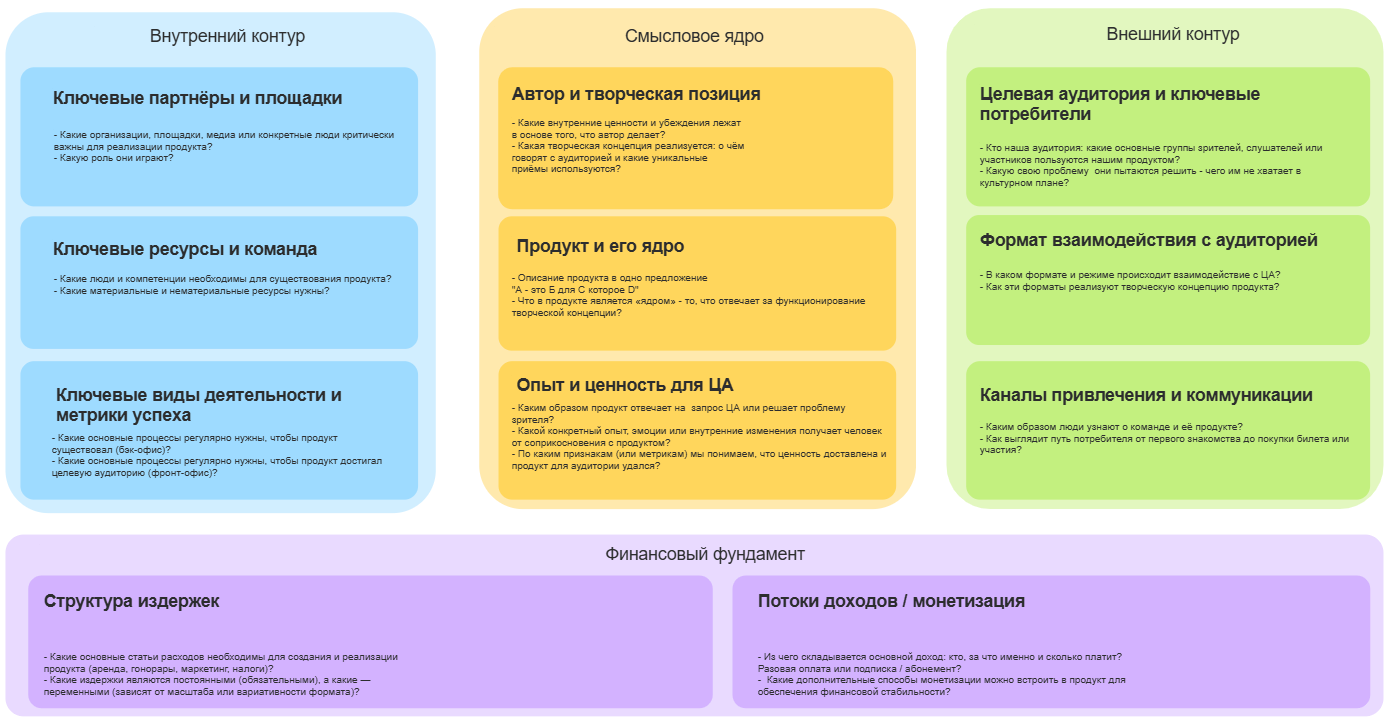 Внутренний контур
Ключевые партнёры и площадки
- Какие организации, площадки, медиа или конкретные люди критически
важны для реализации продукта?
- Какую роль они играют?
Ключевые ресурсы и команда
- Какие люди и компетенции необходимы для существования продукта?
- Какие материальные и нематериальные ресурсы нужны?
Ключевые виды деятельности и
метрики успеха
- Какие основные процессы регулярно нужны, чтобы продукт
существовал (бэк-офис)?
- Какие основные процессы регулярно нужны, чтобы продукт достигал
целевую аудиторию (фронт-офис)?
Смысловое ядро
Автор и творческая позиция
- Какие внутренние ценности и убеждения лежат
в основе того, что автор делает?
- Какая творческая концепция реализуется: о чём
говорят с аудиторией и какие уникальные
приёмы используются?
Продукт и его ядро
- Описание продукта в одно предложение
"А - это Б для С которое D"
- Что в продукте является «ядром» - то, что отвечает за функционирование
творческой концепции?
Опыт и ценность для ЦА
- Каким образом продукт отвечает на  запрос ЦА или решает проблему
зрителя?
- Какой конкретный опыт, эмоции или внутренние изменения получает человек
от соприкосновения с продуктом?
- По каким признакам (или метрикам) мы понимаем, что ценность доставлена и
продукт для аудитории удался?
Внешний контур
Целевая аудитория и ключевые
потребители
- Кто наша аудитория: какие основные группы зрителей, слушателей или
участников пользуются нашим продуктом?
- Какую свою проблему  они пытаются решить - чего им не хватает в
культурном плане?
Формат взаимодействия с аудиторией
- В каком формате и режиме происходит взаимодействие с ЦА?
- Как эти форматы реализуют творческую концепцию продукта?
Каналы привлечения и коммуникации
- Каким образом люди узнают о команде и её продукте?
- Как выглядит путь потребителя от первого знакомства до покупки билета или
участия?
Финансовый фундамент
Структура издержек
- Какие основные статьи расходов необходимы для создания и реализации
продукта (аренда, гонорары, маркетинг, налоги)?
- Какие издержки являются постоянными (обязательными), а какие —
переменными (зависят от масштаба или вариативности формата)?
Потоки доходов / монетизация
- Из чего складывается основной доход: кто, за что именно и сколько платит?
Разовая оплата или подписка / абонемент?
-  Какие дополнительные способы монетизации можно встроить в продукт для
обеспечения финансовой стабильности?